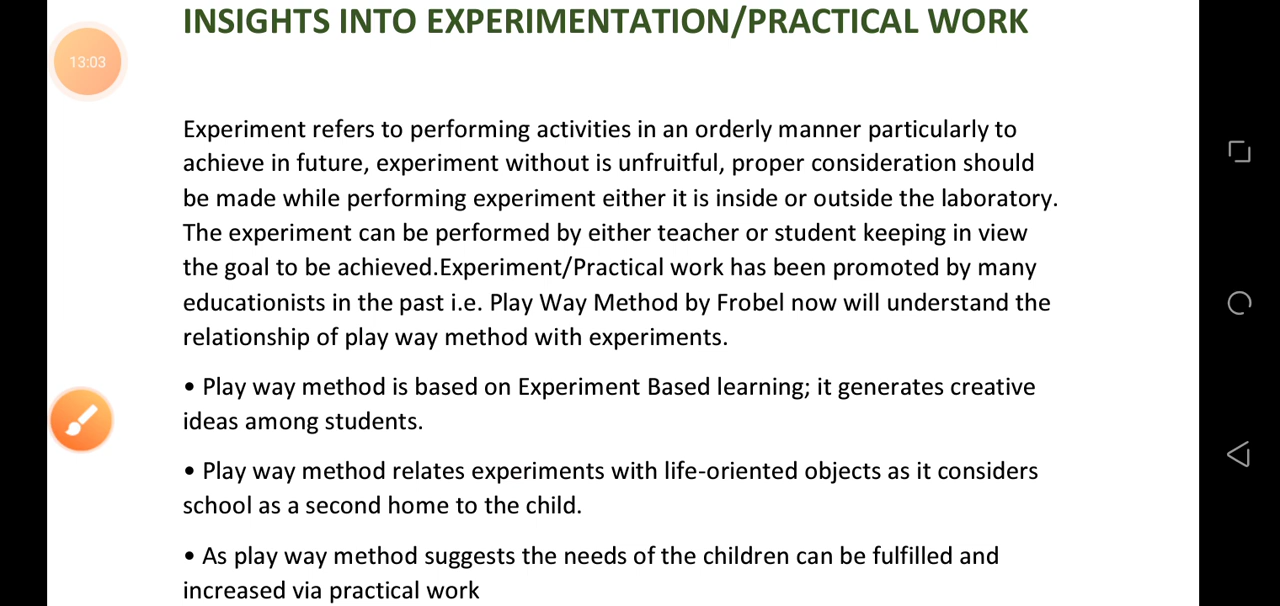 INSIGHTS INTO EXPERIMENTATION/PRACTICAL WORK
13:03
Experiment refers to performing activities in an orderly manner particularly to
achieve in future, experiment without is unfruitful, proper consideration should
be made while performing experiment either it is inside or outside the laboratory.
The experiment can be performed by either teacher or student keeping in view
the goal to be achieved.Experiment/Practical work has been promoted by many
educationists in the past i.e. Play Way Method by Frobel now will understand the
relationship of play way method with experiments.
• Play way method is based on Experiment Based learning; it generates creative
ideas among students.
• Play way method relates experiments with life-oriented objects as it considers
school as a second home to the child.
• As play way method suggests the needs of the children can be fulfilled and
increased via practical work